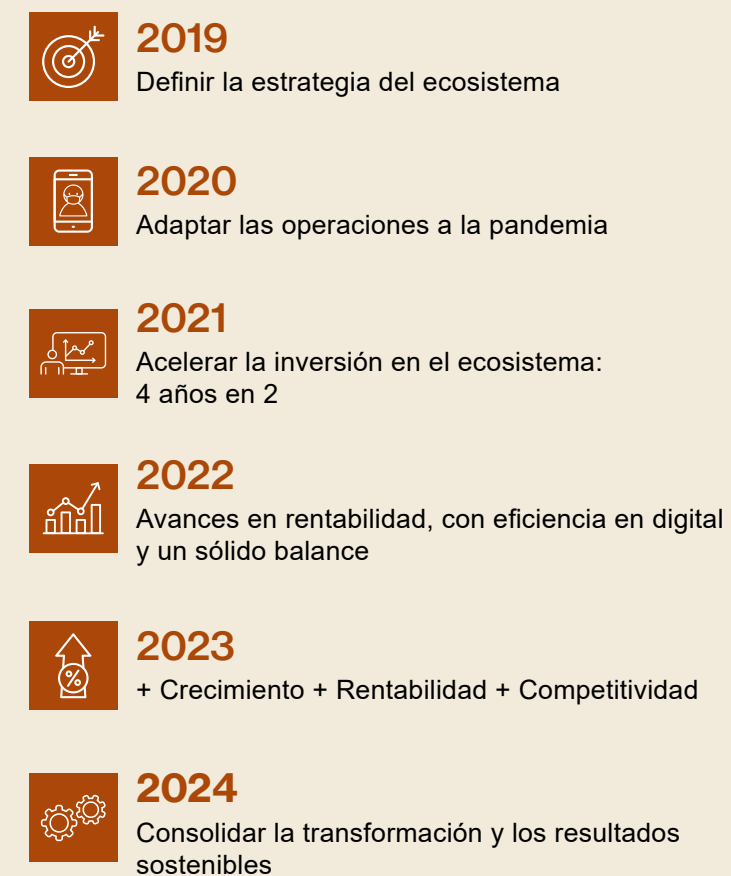 2019
Definir la estrategia del ecosistema
2020
Adaptar las operaciones a la pandemia
2021
Acelerar la inversión en el ecosistema:
4 años en 2
2022
Avances en rentabilidad, con eficiencia en digital
y un sólido balance
2023
+ Crecimiento + Rentabilidad + Competitividad
2024
Consolidar la transformación y los resultados
sostenibles